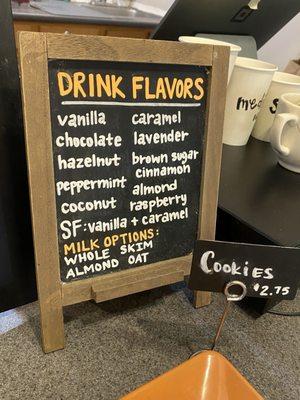 DRINK FLAVORS
vanilla caramel
chocolate lavender
hazelnut brown sugar
cinnamon
peppermint almond
coconut raspberry
SF: vanilla + caramel
MILK OPTIONS:
WHOLE SKIM
ALMOND OAT
Cookies
$2.75